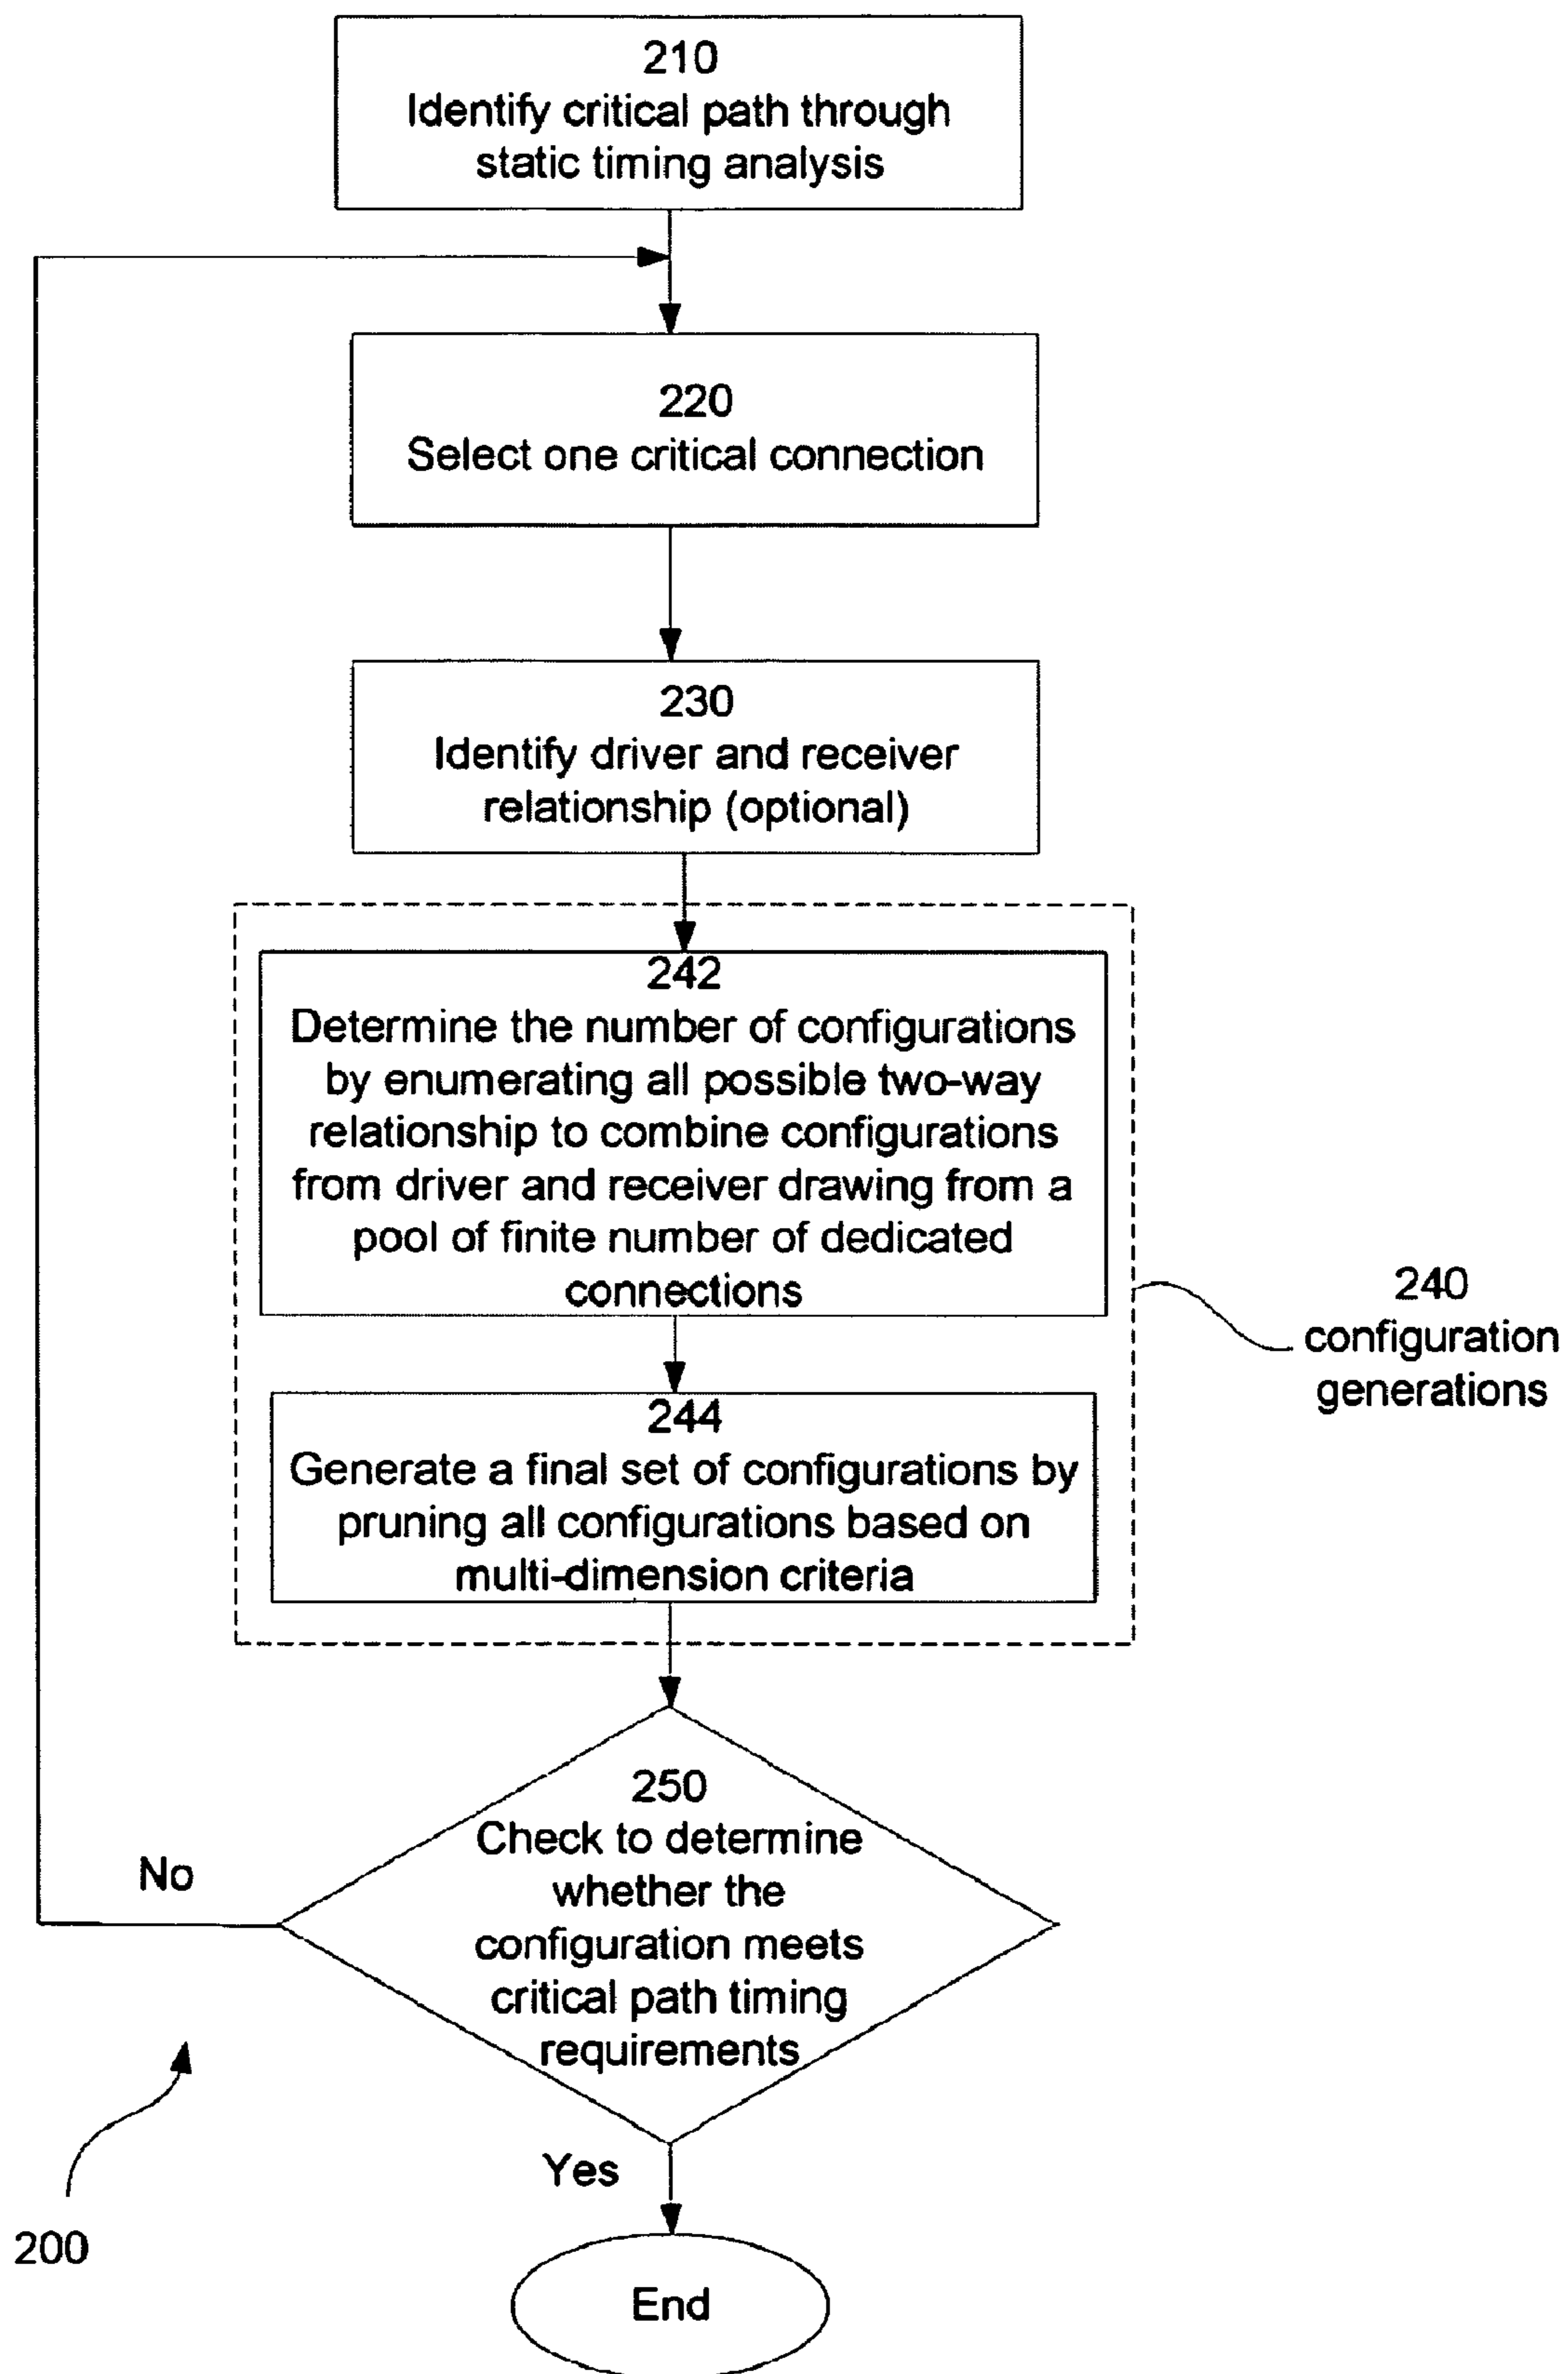 210
Identify critical path through
static timing analysis
220
Select one critical connection
230
Identify driver and receiver
relationship (optional)
242
Determine the number of configurations
by enumerating all possible two-way
relationship to combine configurations
from driver and receiver drawing from a
pool of finite number of dedicated
connections
240
configuration
generations
244
Generate a final set of configurations by
pruning all configurations based on
multi-dimension criteria
250
Check to determine
whether the
configuration meets
critical path timing
requirements
No
Yes
200
End